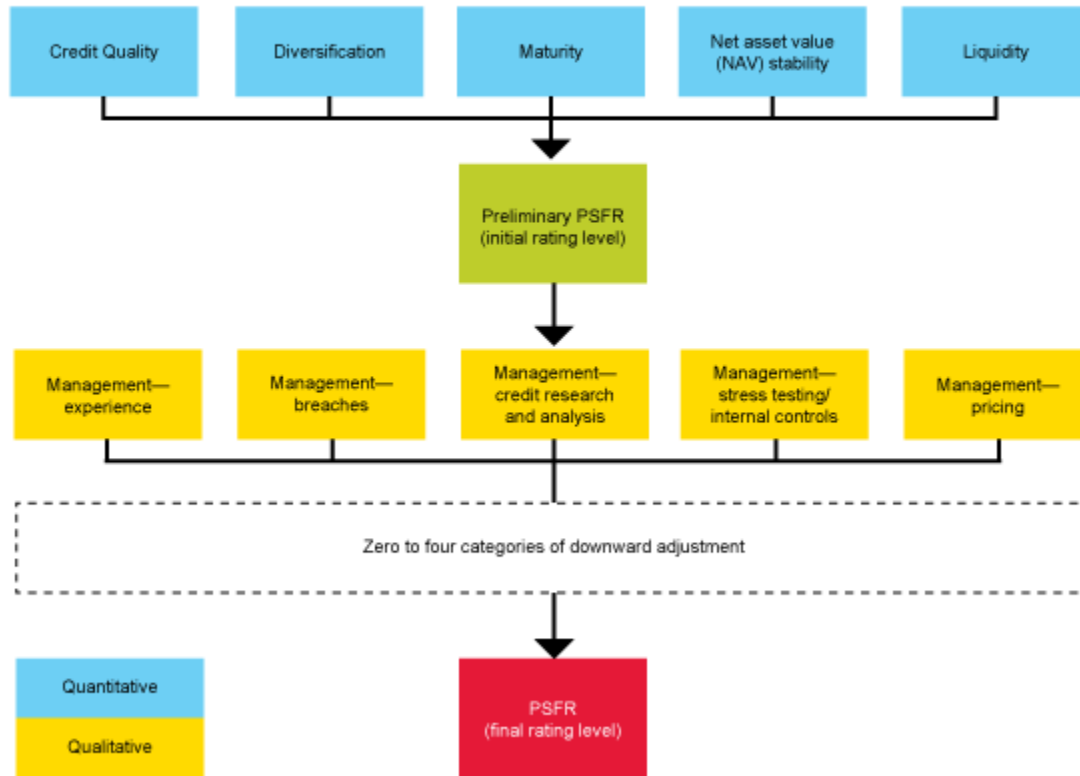 Credit Quality
Diversification
Maturity
Net asset value
(NAV) stability
Liquidity
Preliminary PSFR
(initial rating level)
Management—
experience
Management—
breaches
Management—
credit research
and analysis
Management—
stress testing/
internal controls
Management—
pricing
Zero to four categories of downward adjustment
Quantitative
Qualitative
PSFR
(final rating level)